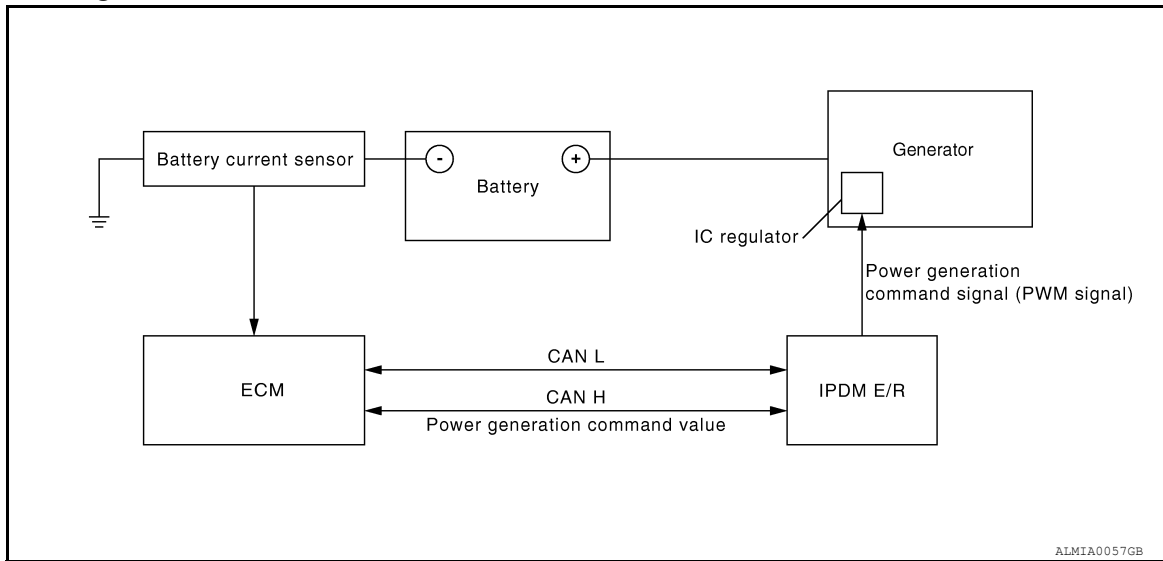 Battery current sensor
-
+
Battery
Generator
IC regulator
Power generation
command signal (PWM signal)
ECM
CAN L
CAN H
Power generation command value
IPDM E/R
ALMIA0057GB